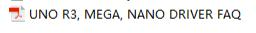 UNO R3, MEGA, NANO DRIVER FAQ